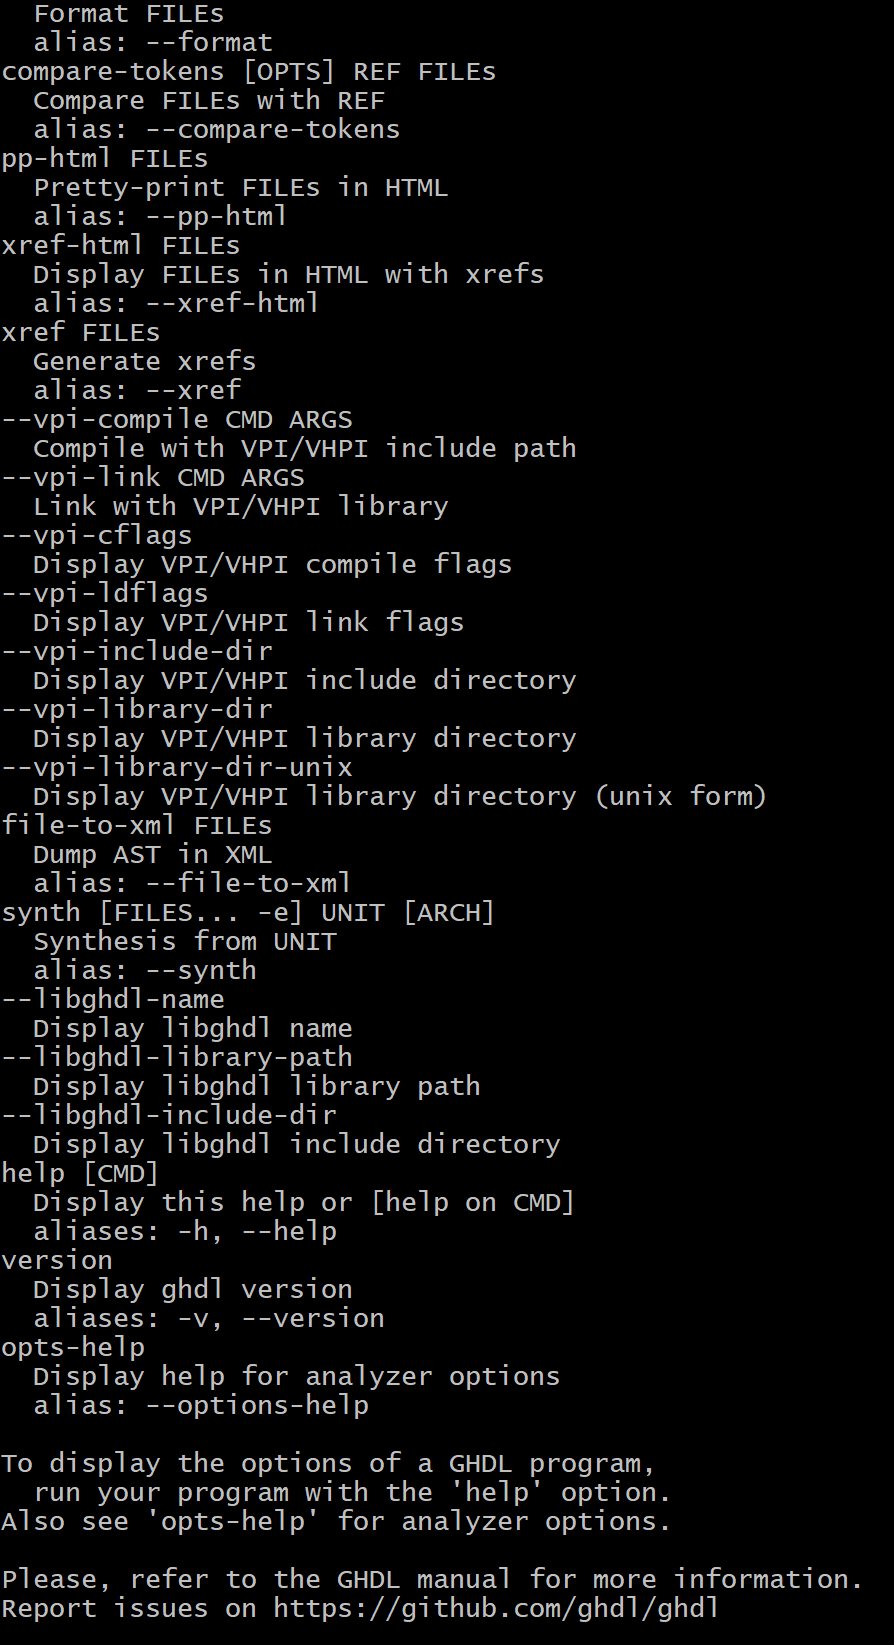 Format FILEs
alias: --format
compare-tokens [OPTS] REF FILEs
Compare FILEs with REF
alias: --compare-tokens
pp-html FILEs
Pretty-print FILEs in HTML
alias: --pp-html
xref-html FILEs
Display FILEs in HTML with xrefs
alias: --xref-html
xref FILEs
Generate xrefs
alias: --xref
--vpi-compile CMD ARGS
Compile with VPI/VHPI include path
--vpi-link CMD ARGS
Link with VPI/VHPI library
--vpi-cflags
Display VPI/VHPI compile flags
--vpi-ldflags
Display VPI/VHPI link flags
--vpi-include-dir
Display VPI/VHPI include directory
--vpi-library-dir
Display VPI/VHPI library directory
--vpi-library-dir-unix
Display VPI/VHPI library directory (unix form)
file-to-xml FILEs
Dump AST in XML
alias: --file-to-xml
synth [FILES... -e] UNIT [ARCH]
Synthesis from UNIT
alias: --synth
--libghdl-name
Display libghdl name
--libghdl-library-path
Display libghdl library path
--libghdl-include-dir
Display libghdl include directory
help [CMD]
Display this help or [help on CMD]
aliases: -h, --help
version
Display ghdl version
aliases: -v, --version
opts-help
Display help for analyzer options
alias: --options-help
To display the options of a GHDL program,
run your program with the 'help' option.
Also see 'opts-help' for analyzer options.
Please, refer to the GHDL manual for more information.
Report issues on https://github.com/ghdl/ghdl